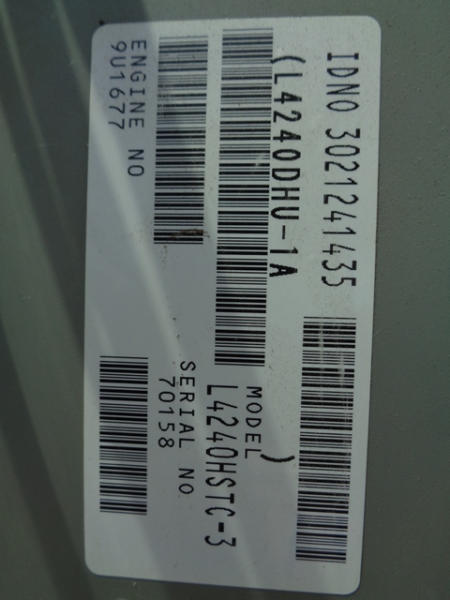 IDNO 3021241435
(L4240DHU-1A )
MODEL
L4240HSTC-3
SERIAL NO
70158
ENGINE NO
9U1677